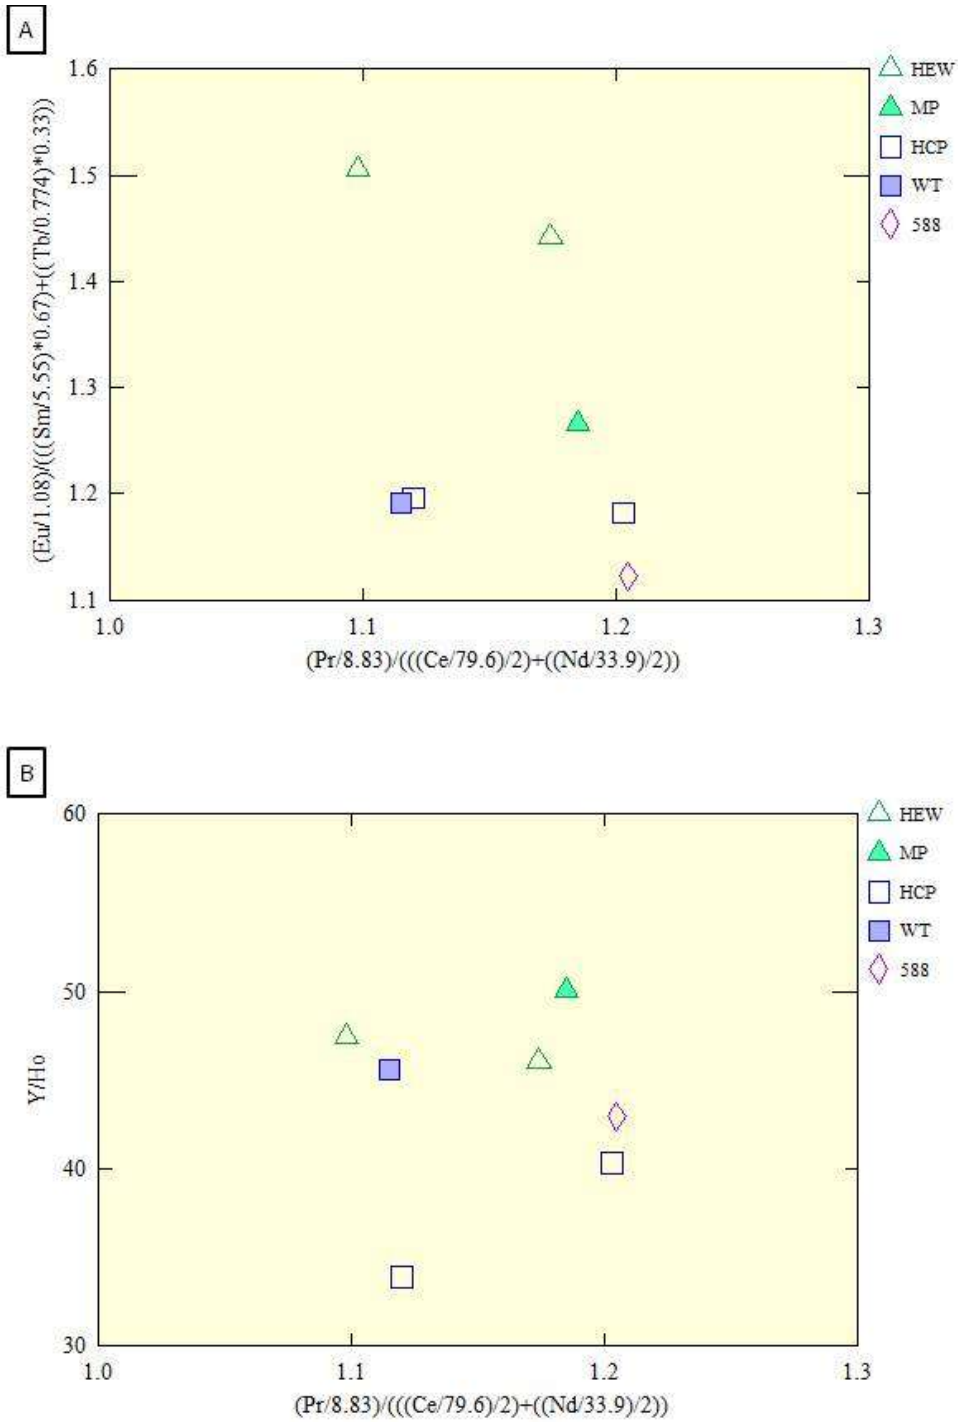 A
1.6
1.5
1.4
1.3
1.2
1.1
(Eu/1.08)/(((Sm/5.55)*0.67)+((Tb/0.774)*0.33))
1.0 1.1 1.2 1.3
(Pr/8.83)/(((Ce/79.6)/2)+((Nd/33.9)/2))
HEW
MP
HCP
WT
588
B
60
50
40
30
Y/Ho
1.0 1.1 1.2 1.3
(Pr/8.83)/(((Ce/79.6)/2)+((Nd/33.9)/2))
HEW
MP
HCP
WT
588